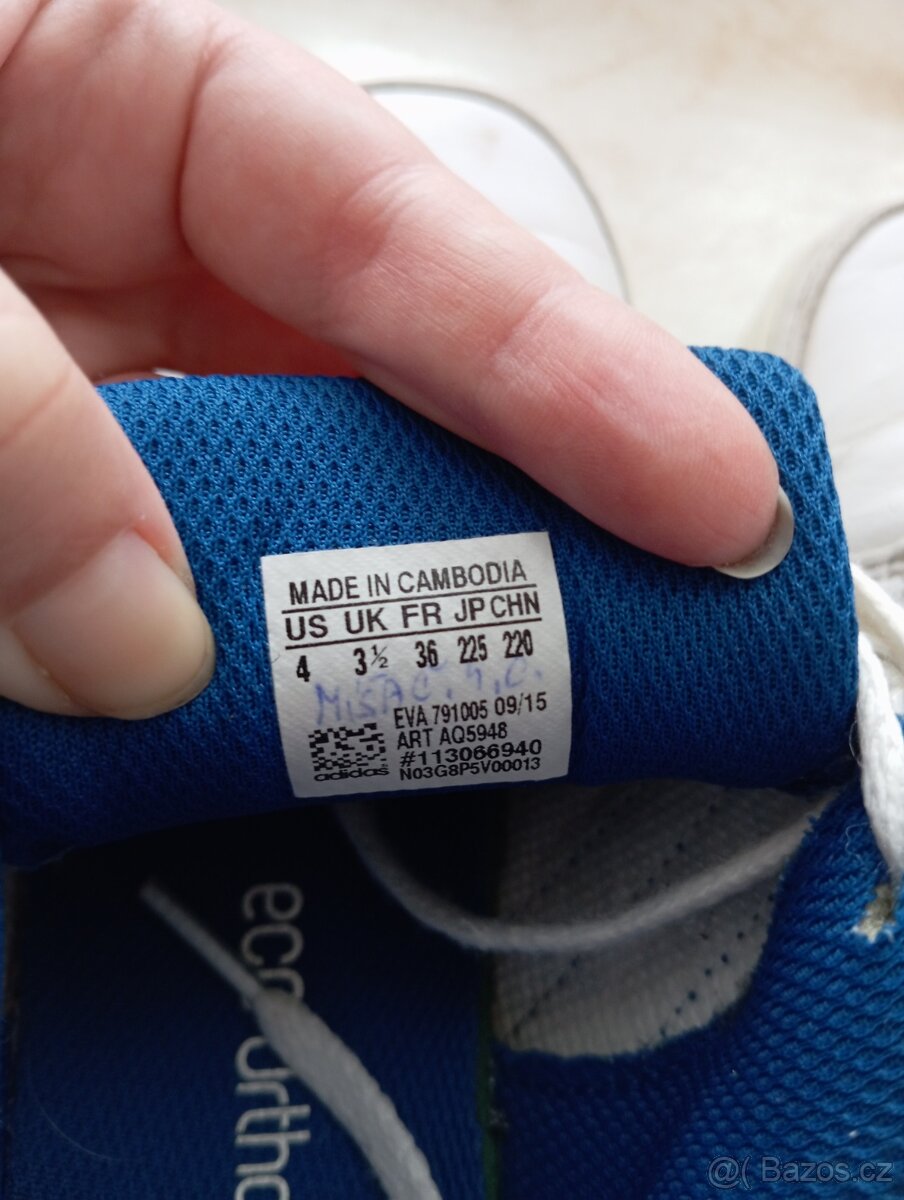 MADE IN CAMBODIA
US UK FR JP CHN
4 3½ 36 225 220
EVA 791005 09/15
ART AQ5948
#113066940
adidas N03G8P5V00013
Bazos.cz